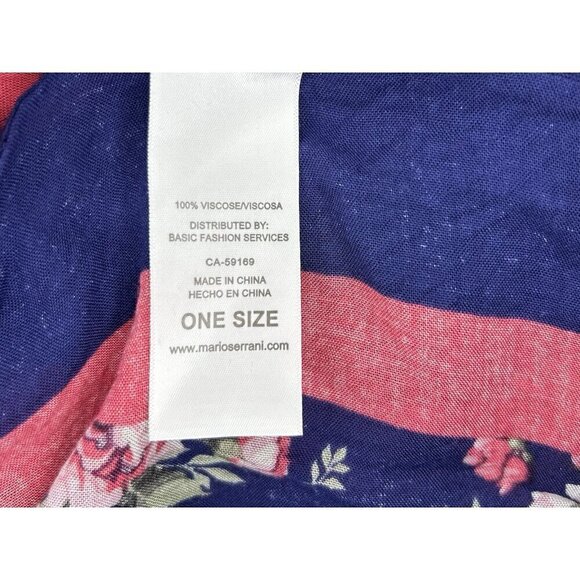 100% VISCOSE/VISCOSA
DISTRIBUTED BY:
BASIC FASHION SERVICES
CA-59169
MADE IN CHINA
HECHO EN CHINA
ONE SIZE
www.marioserrani.com